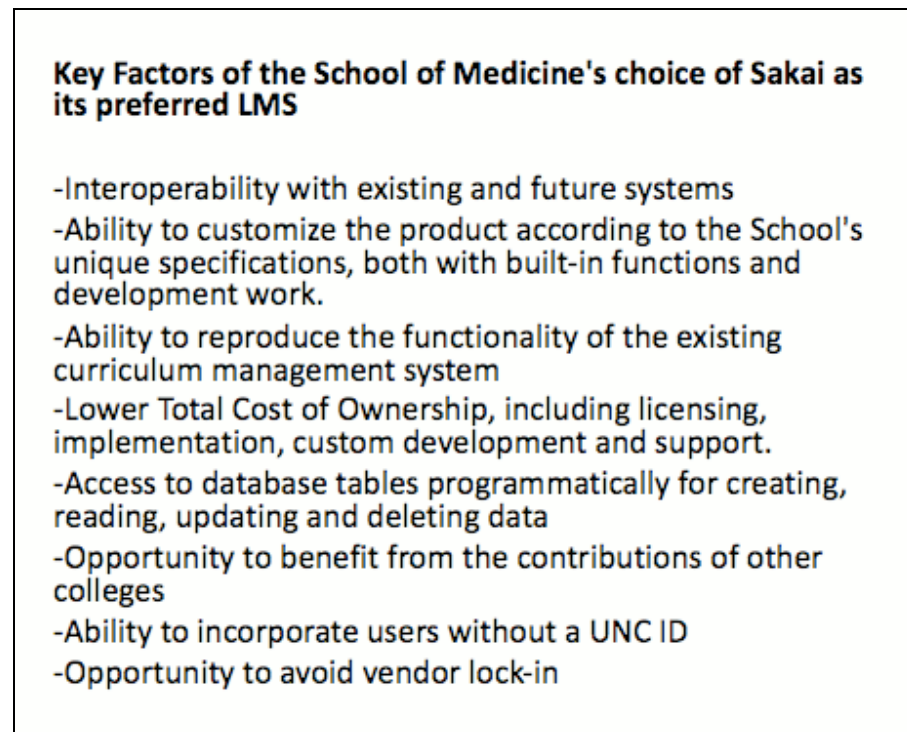 Key Factors of the School of Medicine's choice of Sakai as
its preferred LMS
-Interoperability with existing and future systems
-Ability to customize the product according to the School's
unique specifications, both with built-in functions and
development work.
-Ability to reproduce the functionality of the existing
curriculum management system
-Lower Total Cost of Ownership, including licensing,
implementation, custom development and support.
-Access to database tables programmatically for creating,
reading, updating and deleting data
-Opportunity to benefit from the contributions of other
colleges
-Ability to incorporate users without a UNC ID
-Opportunity to avoid vendor lock-in